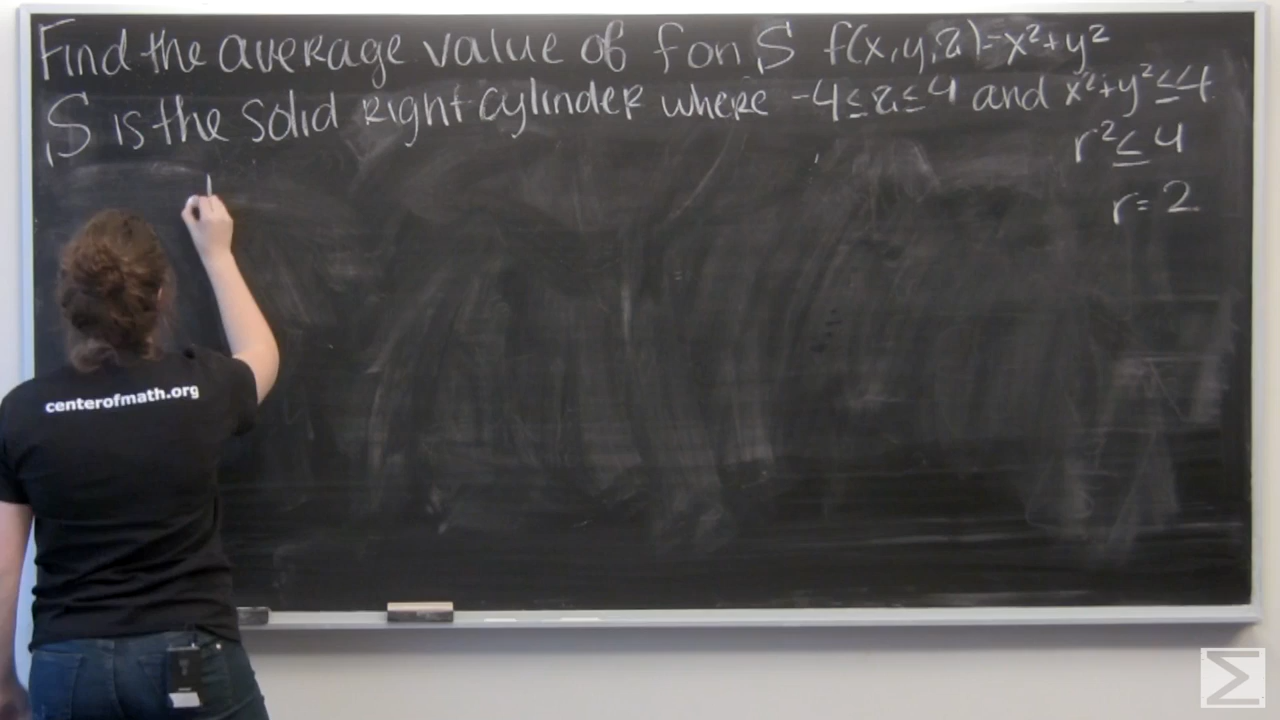 Find the average value of f on S f(x,y,z)=x²+y²
S is the solid Right cylinder where -4≤z≤4 and x²+y²≤4
r²≤4
r=2
centerofmath.org